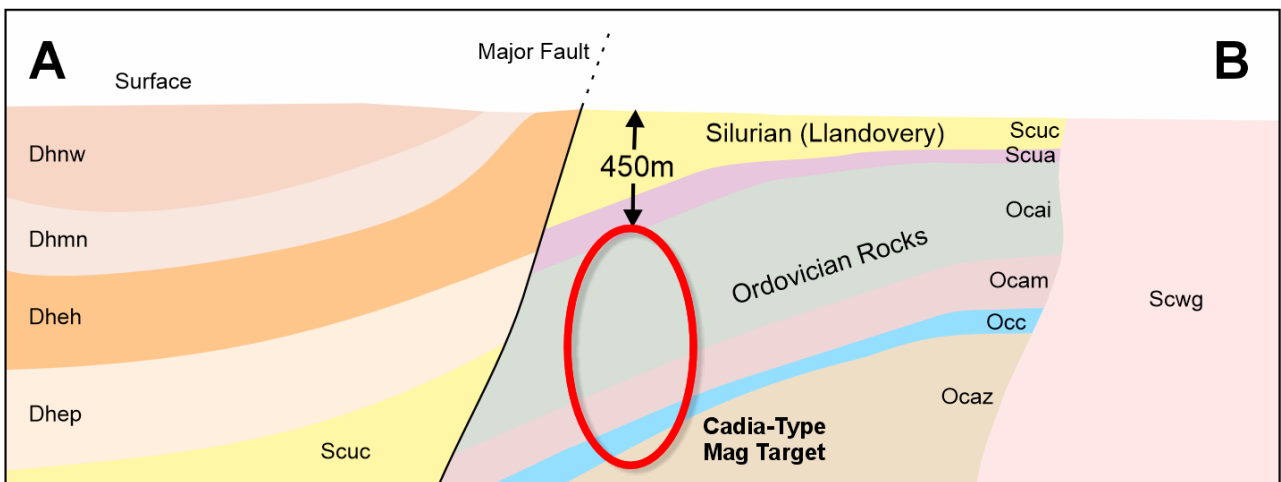 A
Surface
Major Fault
B
Dhnw
Dhmn
Dheh
Dhep
Scuc
450m
Silurian (Llandovery)
Scuc
Scua
Ocai
Ordovician Rocks
Ocam
Occ
Ocaz
Scwg
Cadia-Type
Mag Target